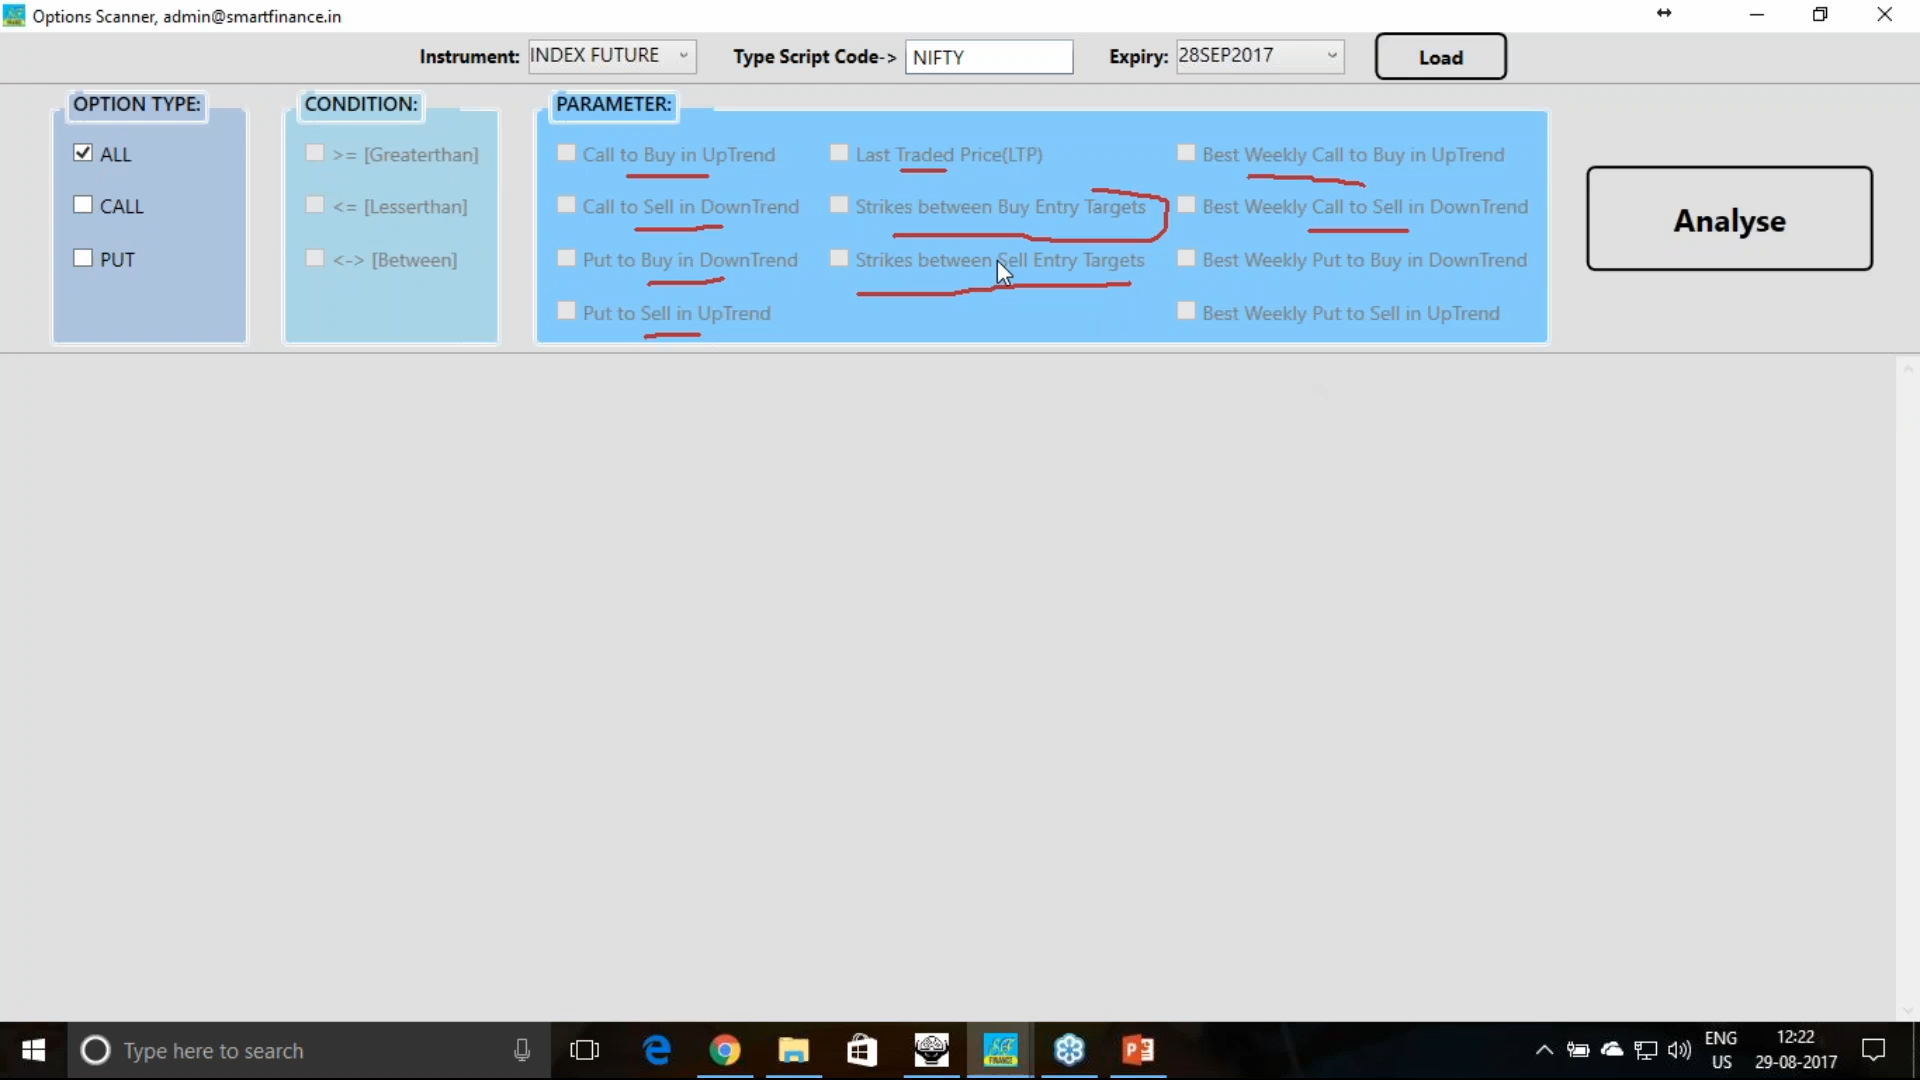 Options Scanner, admin@smartfinance.in
Instrument: INDEX FUTURE Type Script Code-> NIFTY Expiry: 28SEP2017 Load
OPTION TYPE: CONDITION: PARAMETER:
ALL >= [Greaterthan] Call to Buy in UpTrend Last Traded Price(LTP) Best Weekly Call to Buy in UpTrend
CALL <= [Lesserthan] Call to Sell in DownTrend Strikes between Buy Entry Targets Best Weekly Call to Sell in DownTrend
Analyse
PUT <-> [Between] Put to Buy in DownTrend Strikes between Sell Entry Targets Best Weekly Put to Buy in DownTrend
Put to Sell in UpTrend Best Weekly Put to Sell in UpTrend
Type here to search
ENG 12:22
US 29-08-2017